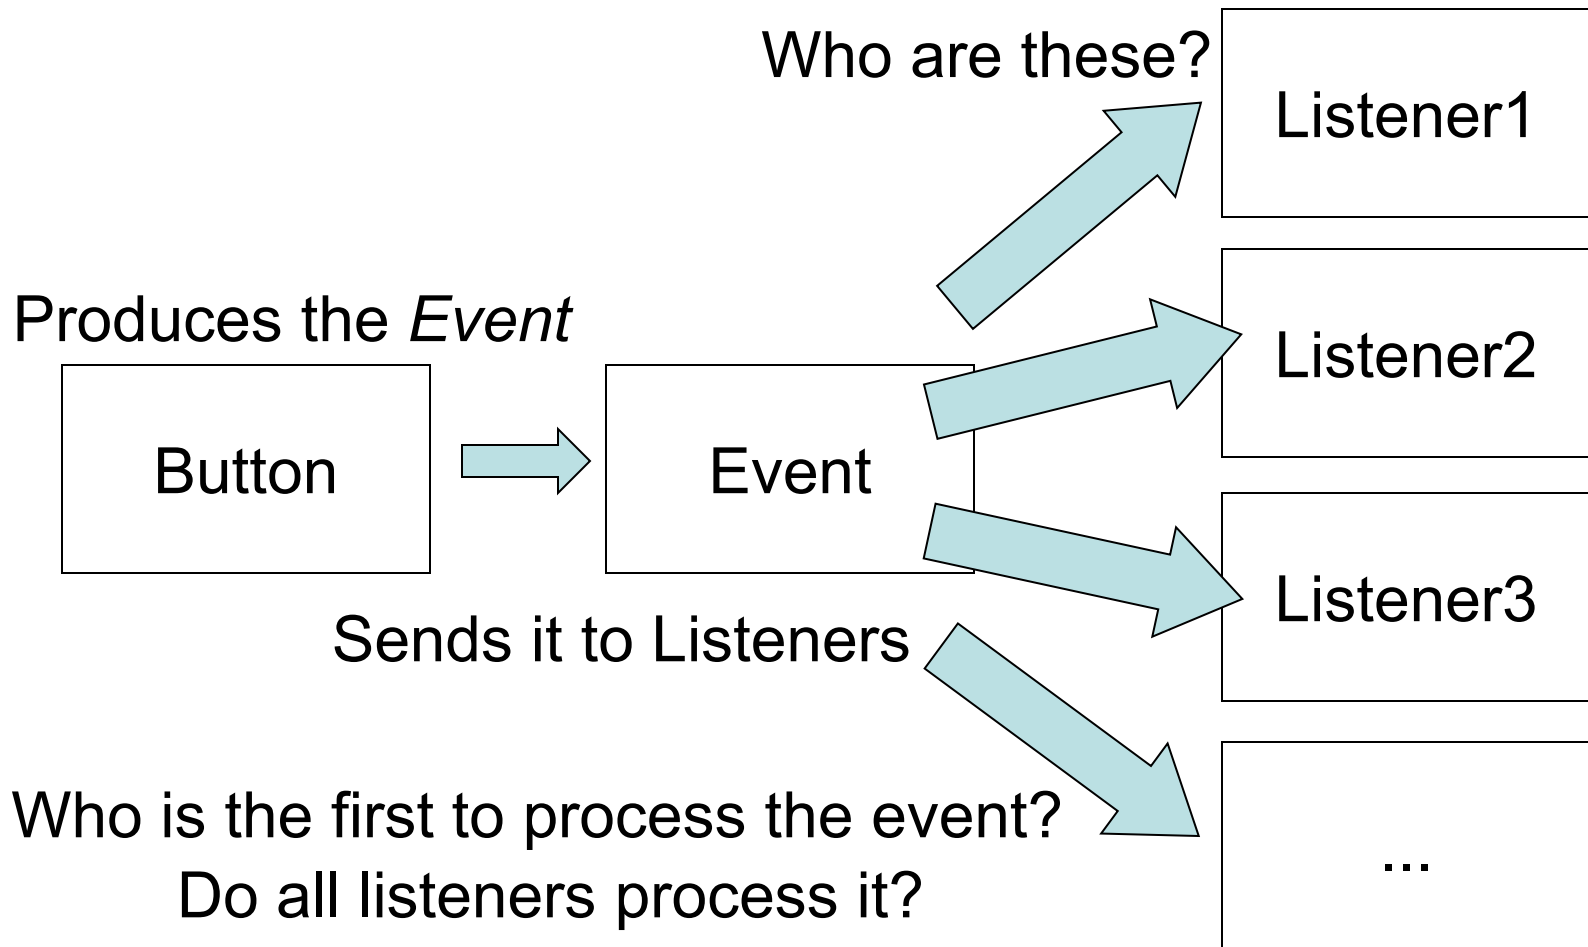 Who are these?
Listener1
Produces the Event
Listener2
Button
Event
Listener3
Sends it to Listeners
Who is the first to process the event?
Do all listeners process it?
...